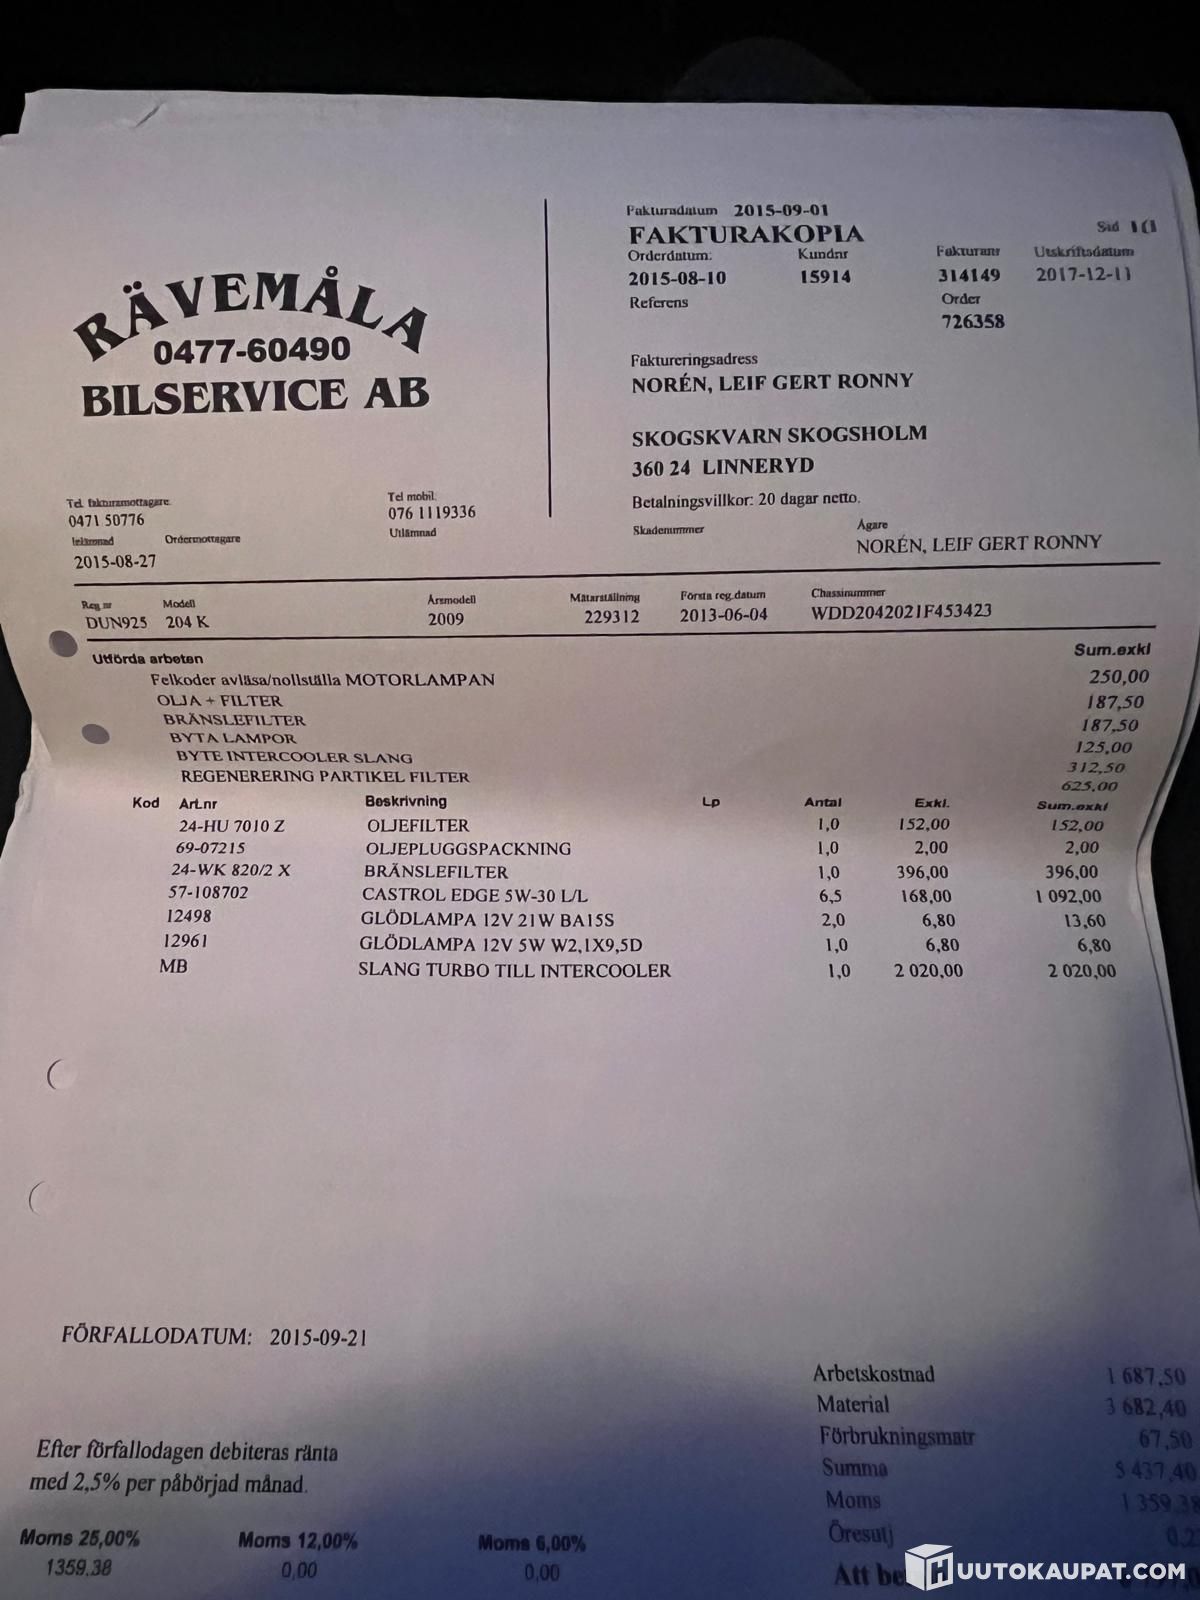 Fakturadatum 2015-09-01
FAKTURAKOPIA
Sid 1(1
Orderdatum: Kundnr Fakturanr Utskriftsdatum
2015-08-10 15914 314149 2017-12-11
Referens Order
726358
RÄVEMÅLA
0477-60490
BILSERVICE AB
Faktureringsadress
NORÉN, LEIF GERT RONNY
SKOGSKVARN SKOGSHOLM
360 24 LINNERYD
Betalningsvillkor: 20 dagar netto.
Tel. fakturamottagare. Tel mobil.
0471 50776 076 1119336
Inlämnad Ordermottagare Utlämnad
2015-08-27
Skadenummer Ägare
NORÉN, LEIF GERT RONNY
Reg nr Modell Årsmodell Mätarställning Första reg.datum Chassinummer
DUN925 204 K 2009 229312 2013-06-04 WDD2042021F453423
Utförda arbeten Sum.exkl
Felkoder avläsa/nollställa MOTORLAMPAN 250,00
OLJA + FILTER 187,50
BRÄNSLEFILTER 187,50
BYTA LAMPOR 125,00
BYTE INTERCOOLER SLANG 312,50
REGENERERING PARTIKEL FILTER 625,00
Kod Art.nr Beskrivning Lp Antal Exkl. Sum.exkl
24-HU 7010 Z OLJEFILTER 1,0 152,00 152,00
69-07215 OLJEPLUGGSPACKNING 1,0 2,00 2,00
24-WK 820/2 X BRÄNSLEFILTER 1,0 396,00 396,00
57-108702 CASTROL EDGE 5W-30 L/L 6,5 168,00 1 092,00
12498 GLÖDLAMPA 12V 21W BA15S 2,0 6,80 13,60
12961 GLÖDLAMPA 12V 5W W2,1X9,5D 1,0 6,80 6,80
MB SLANG TURBO TILL INTERCOOLER 1,0 2 020,00 2 020,00
FÖRFALLODATUM: 2015-09-21
Arbetskostnad 1 687,50
Material 3 682,40
Förbrukningsmatr 67,50
Summa 5 437,40
Moms 1 359,38
Öresutj 0,2
Att be
Efter förfallodagen debiteras ränta
med 2,5% per påbörjad månad.
Moms 25,00% Moms 12,00% Moms 6,00%
1359,38 0,00 0,00
HUUTOKAUPAT.COM